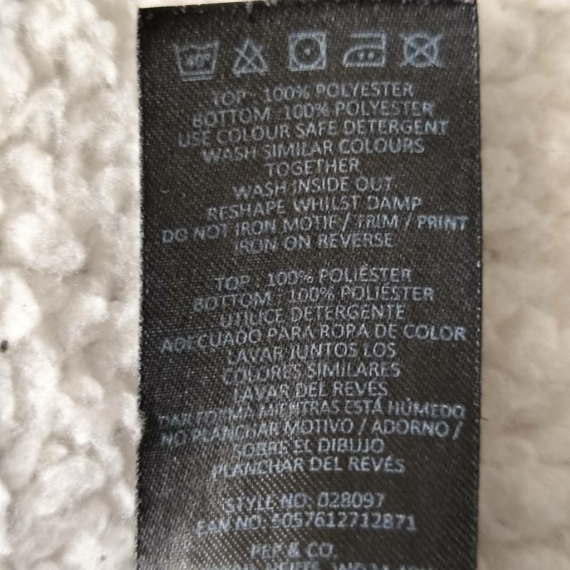 40°
TOP : 100% POLYESTER
BOTTOM : 100% POLYESTER
USE COLOUR SAFE DETERGENT
WASH SIMILAR COLOURS
TOGETHER
WASH INSIDE OUT
RESHAPE WHILST DAMP
DO NOT IRON MOTIF / TRIM / PRINT
IRON ON REVERSE
TOP : 100% POLIÉSTER
BOTTOM : 100% POLIÉSTER
UTILICE DETERGENTE
ADECUADO PARA ROPA DE COLOR
LAVAR JUNTOS LOS
COLORES SIMILARES
LAVAR DEL REVÉS
DAR FORMA MIENTRAS ESTÁ HÚMEDO
NO PLANCHAR MOTIVO / ADORNO /
SOBRE EL DIBUJO
PLANCHAR DEL REVÉS
STYLE NO. 028097
EAN NO. 5057612712871
PEP & CO.